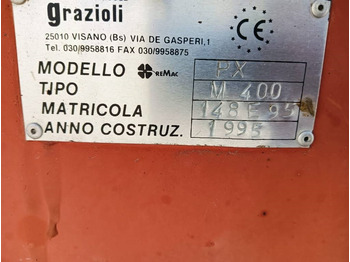 grazioli
25010 VISANO (Bs) VIA DE GASPERI,1
Tel. 030/9958816 FAX 030/9958875
CE
MODELLO REMAC PX
TIPO M 400
MATRICOLA 148E95
ANNO COSTRUZ. 1995